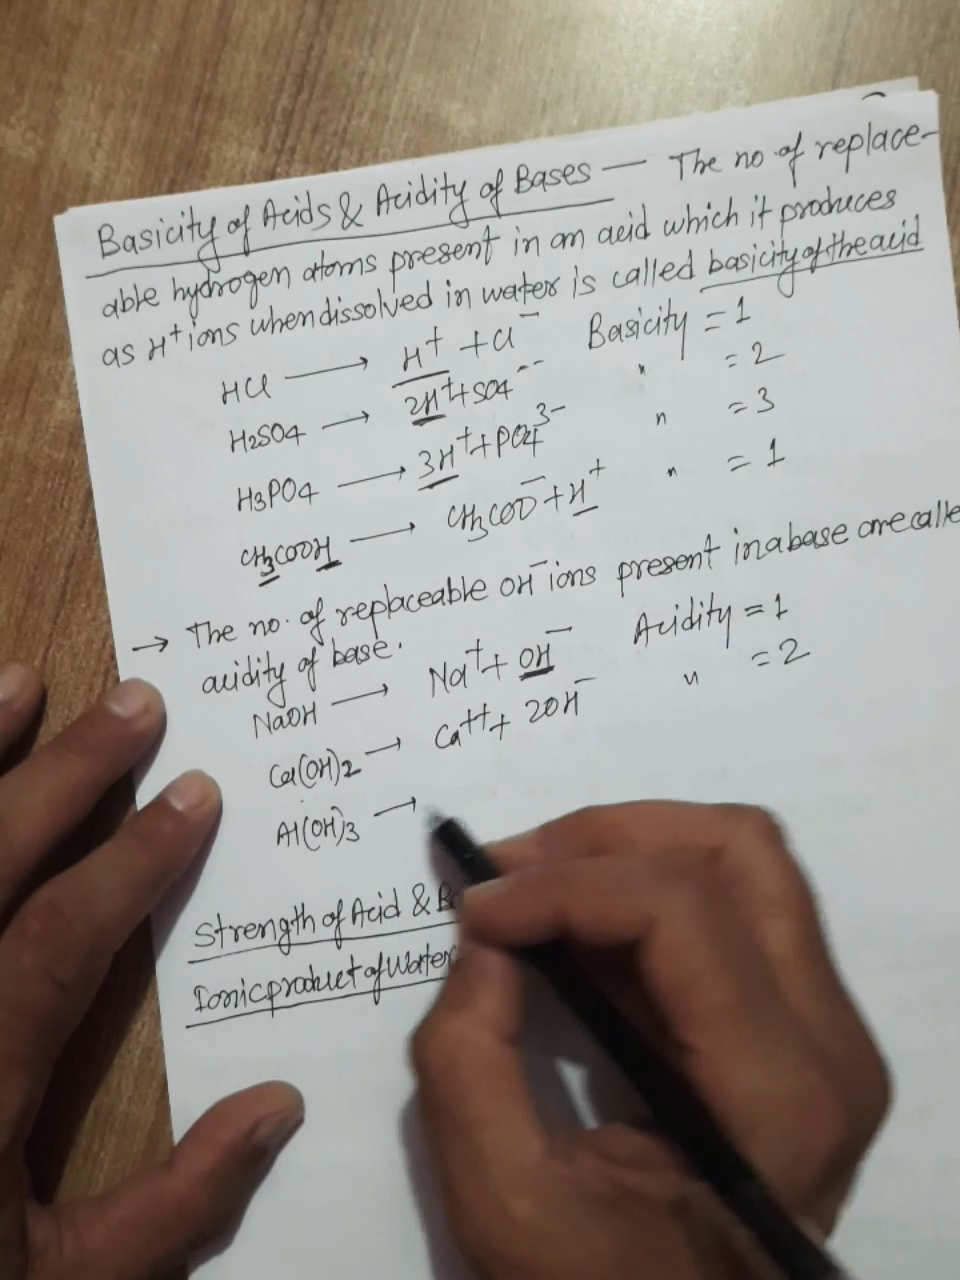 Basicity of Acids & Acidity of Bases — The no. of replace-
able hydrogen atoms present in an acid which it produces
as H⁺ ions when dissolved in water is called basicity of the acid
HCl → H⁺ + Cl⁻ Basicity = 1
H2SO4 → 2H⁺ + SO4⁻⁻ " = 2
H3PO4 → 3H⁺ + PO4³⁻ " = 3
CH3COOH → CH3COO⁻ + H⁺ " = 1
→ The no. of replaceable OH⁻ ions present in a base are calle
acidity of base.
NaOH → Na⁺ + OH⁻ Acidity = 1
Ca(OH)2 → Ca⁺⁺ + 2OH⁻ " = 2
Al(OH)3 →
Strength of Acid & B
Ionic product of Water